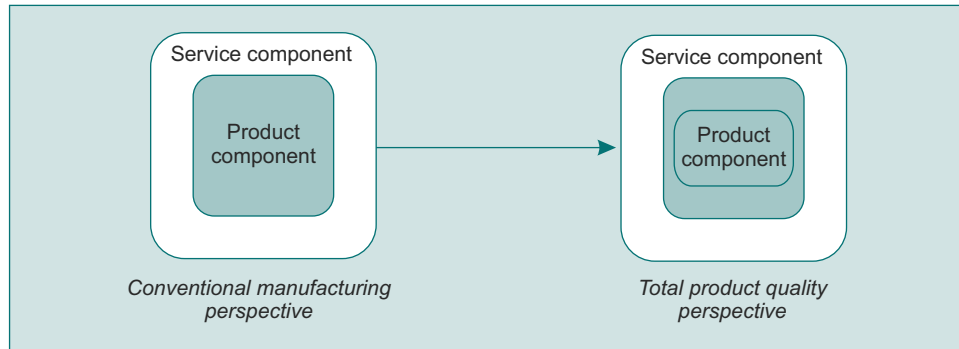 Service component
Product
component
Conventional manufacturing
perspective
Service component
Product
component
Total product quality
perspective